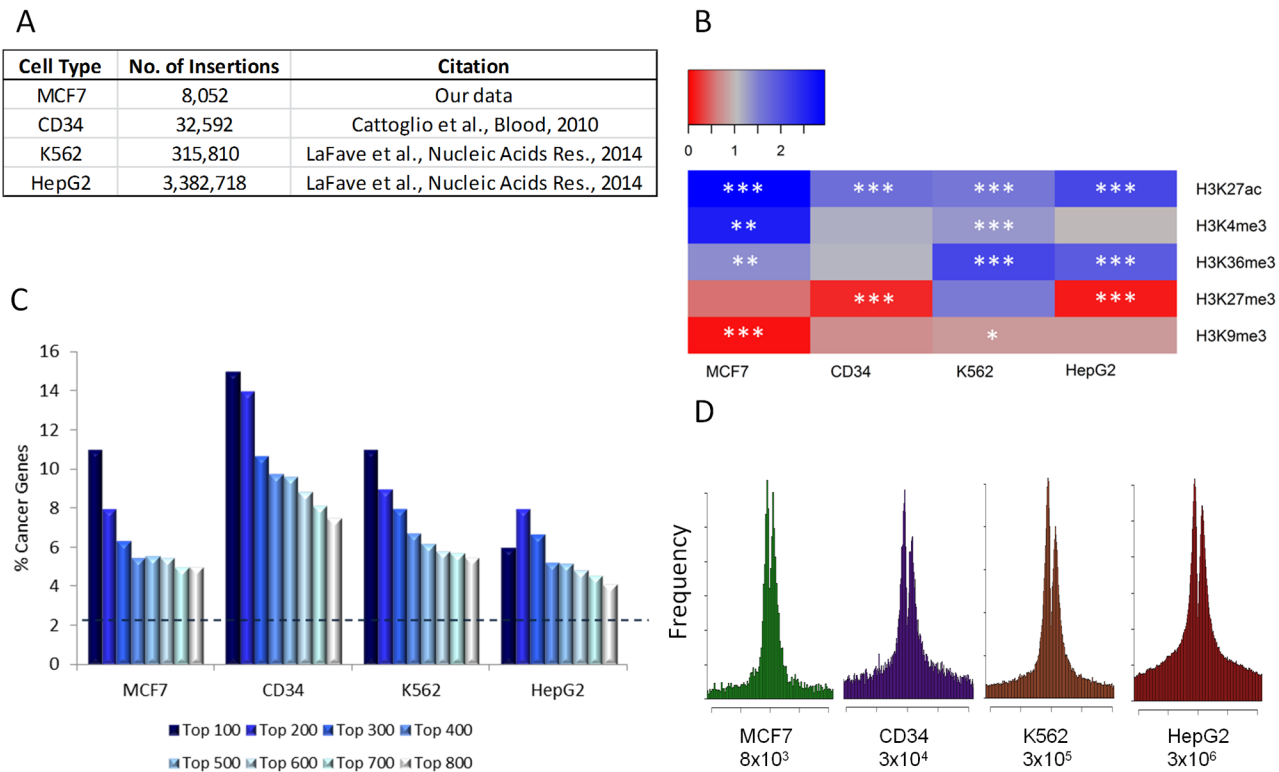 A
Cell Type No. of Insertions Citation
MCF7 8,052 Our data
CD34 32,592 Cattoglio et al., Blood, 2010
K562 315,810 LaFave et al., Nucleic Acids Res., 2014
HepG2 3,382,718 LaFave et al., Nucleic Acids Res., 2014
B
0 1 2
*** *** *** *** H3K27ac
** *** H3K4me3
** *** *** H3K36me3
*** *** H3K27me3
*** * H3K9me3
MCF7 CD34 K562 HepG2
C
% Cancer Genes
16
14
12
10
8
6
4
2
0
MCF7 CD34 K562 HepG2
Top 100 Top 200 Top 300 Top 400
Top 500 Top 600 Top 700 Top 800
D
Frequency
MCF7 CD34 K562 HepG2
8x10³ 3x10⁴ 3x10⁵ 3x10⁶